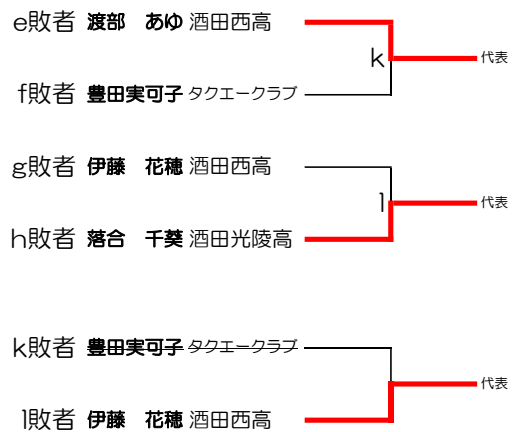 e敗者 渡部 あゆ 酒田西高
k 代表
f敗者 豊田実可子 タクエークラブ
g敗者 伊藤 花穂 酒田西高
l 代表
h敗者 落合 千葵 酒田光陵高
k敗者 豊田実可子 タクエークラブ
代表
l敗者 伊藤 花穂 酒田西高